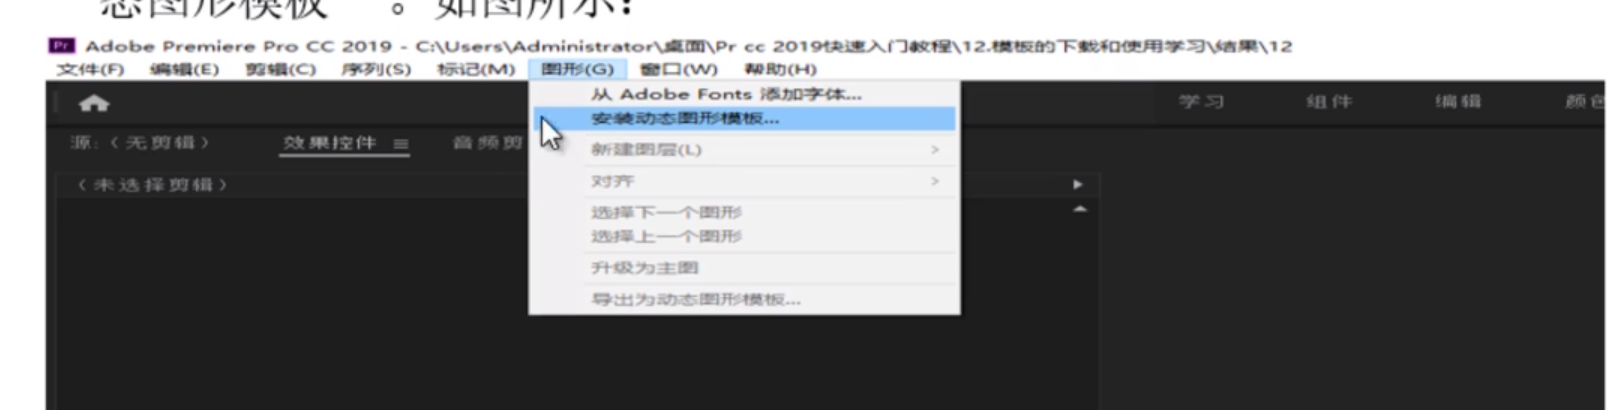 态图形模板”。如图所示：
Pr Adobe Premiere Pro CC 2019 - C:\Users\Administrator\桌面\Pr cc 2019快速入门教程\12.模板的下载和使用学习\结果\12
文件(F) 编辑(E) 剪辑(C) 序列(S) 标记(M) 图形(G) 窗口(W) 帮助(H)
从 Adobe Fonts 添加字体...
学习 组件 编辑 颜色
安装动态图形模板...
源:（无剪辑） 效果控件 音频剪
新建图层(L)
（未选择剪辑）
对齐
选择下一个图形
选择上一个图形
升级为主图
导出为动态图形模板...